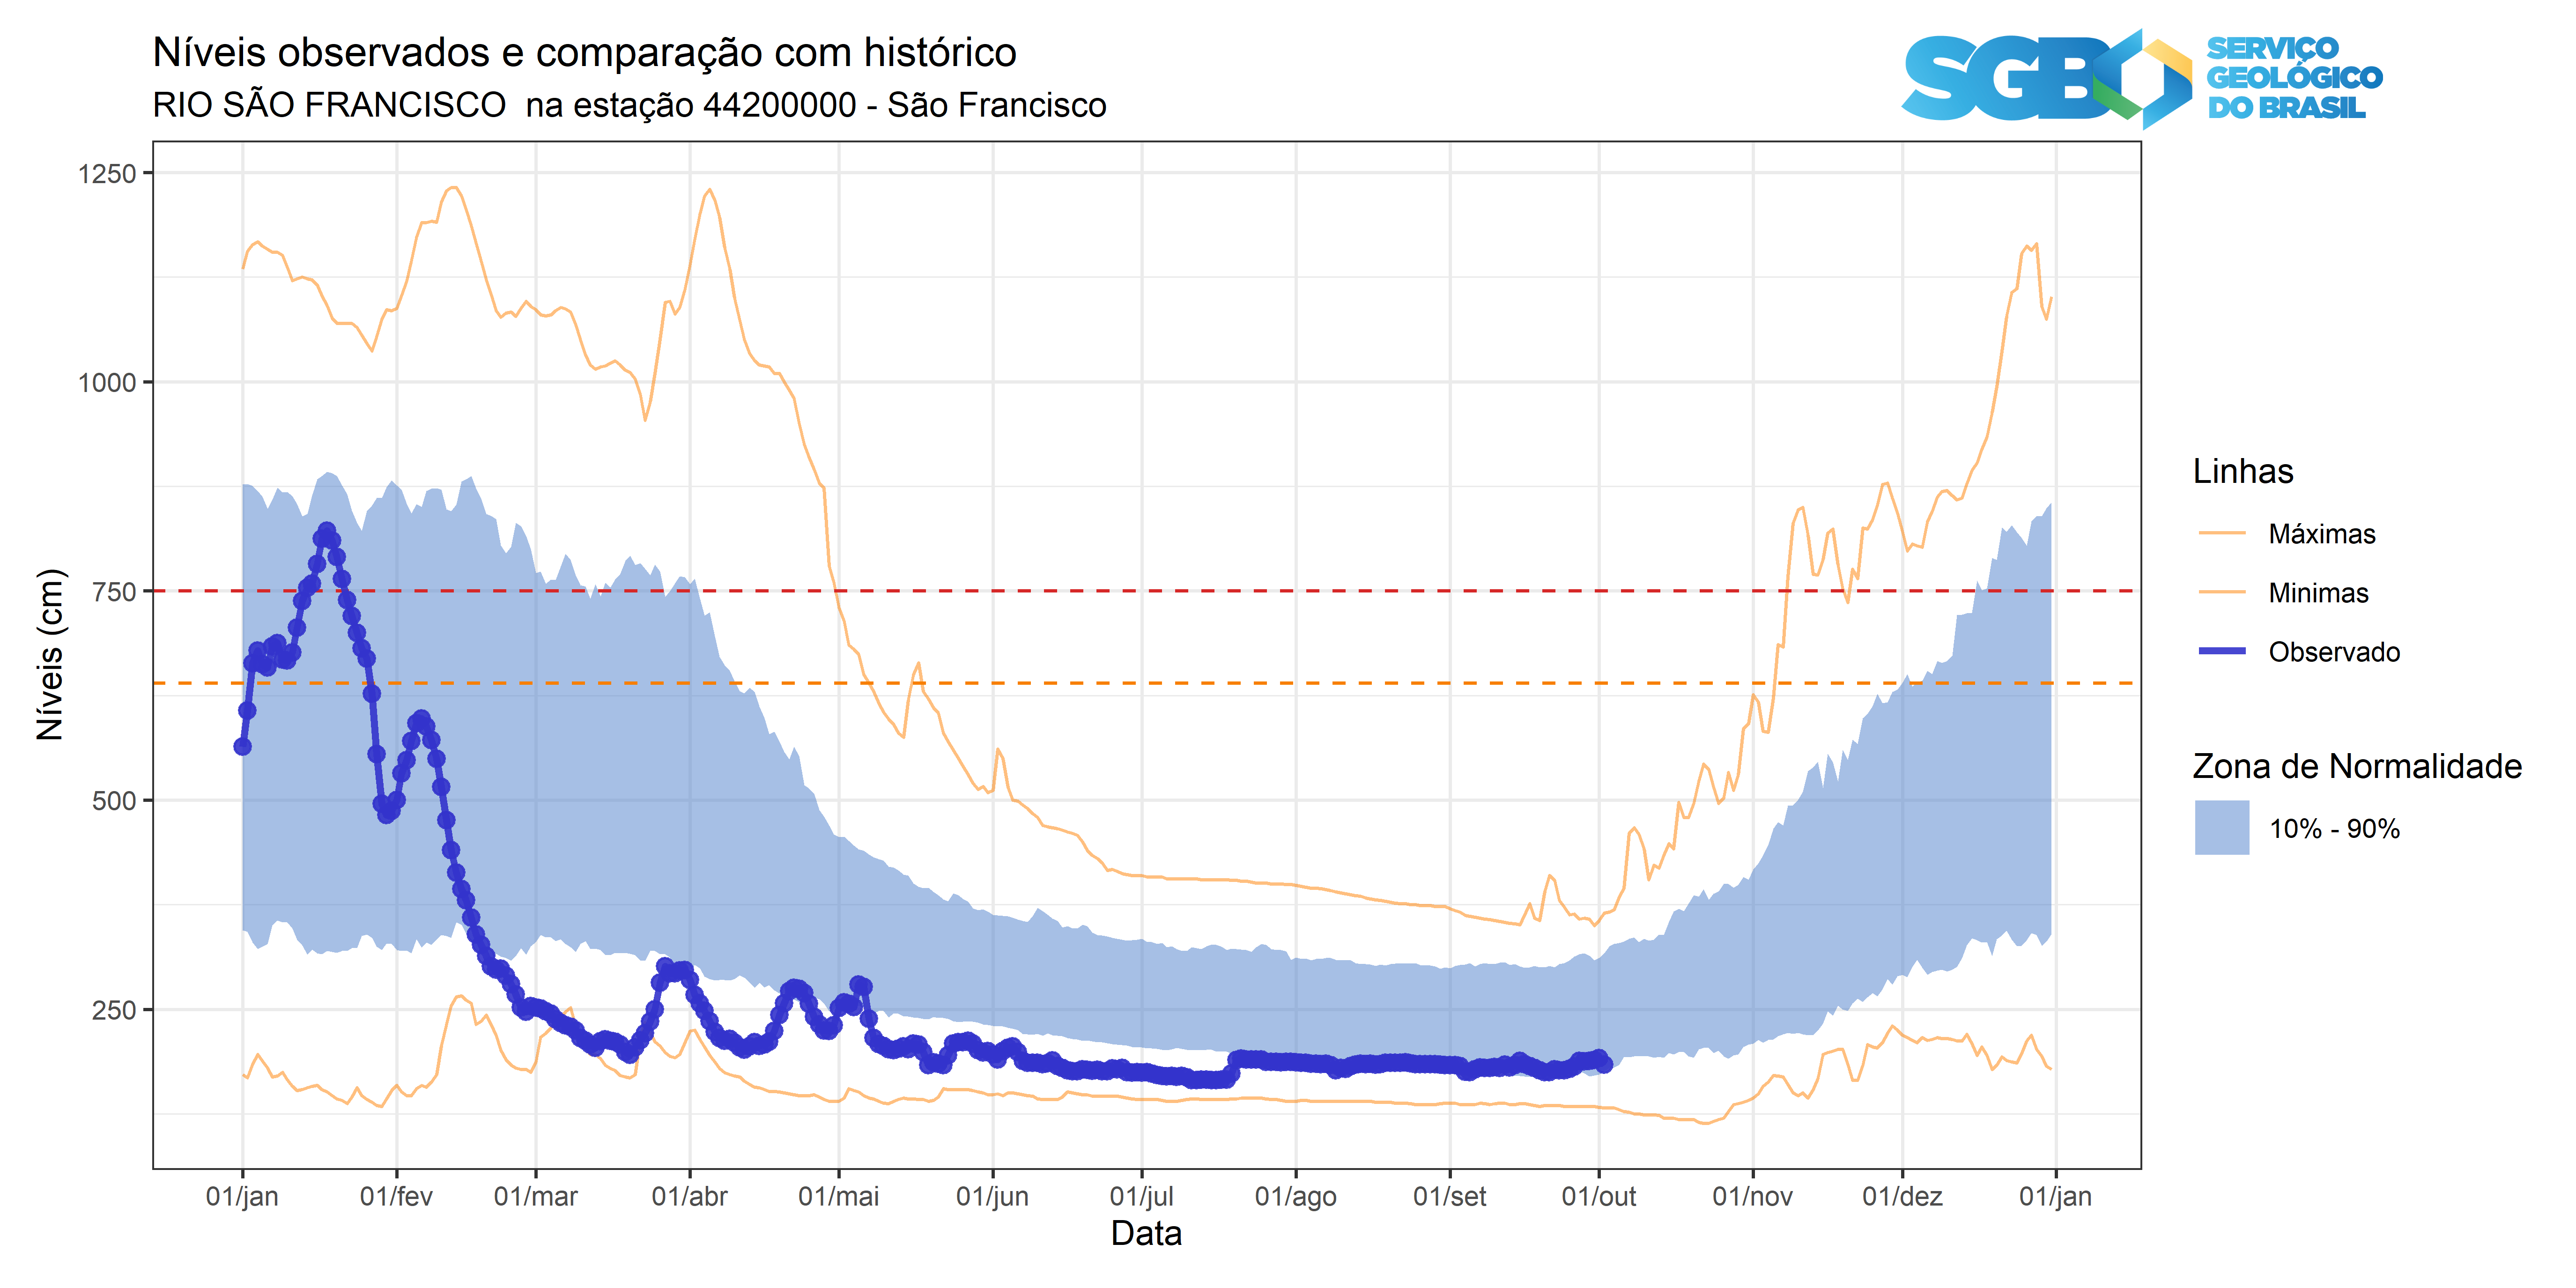 Níveis observados e comparação com histórico
RIO SÃO FRANCISCO  na estação 44200000 - São Francisco
SGB
SERVIÇO
GEOLÓGICO
DO BRASIL
Níveis (cm)
1250
1000
750
500
250
01/jan
01/fev
01/mar
01/abr
01/mai
01/jun
01/jul
01/ago
01/set
01/out
01/nov
01/dez
01/jan
Data
Linhas
Máximas
Minimas
Observado
Zona de Normalidade
10% - 90%